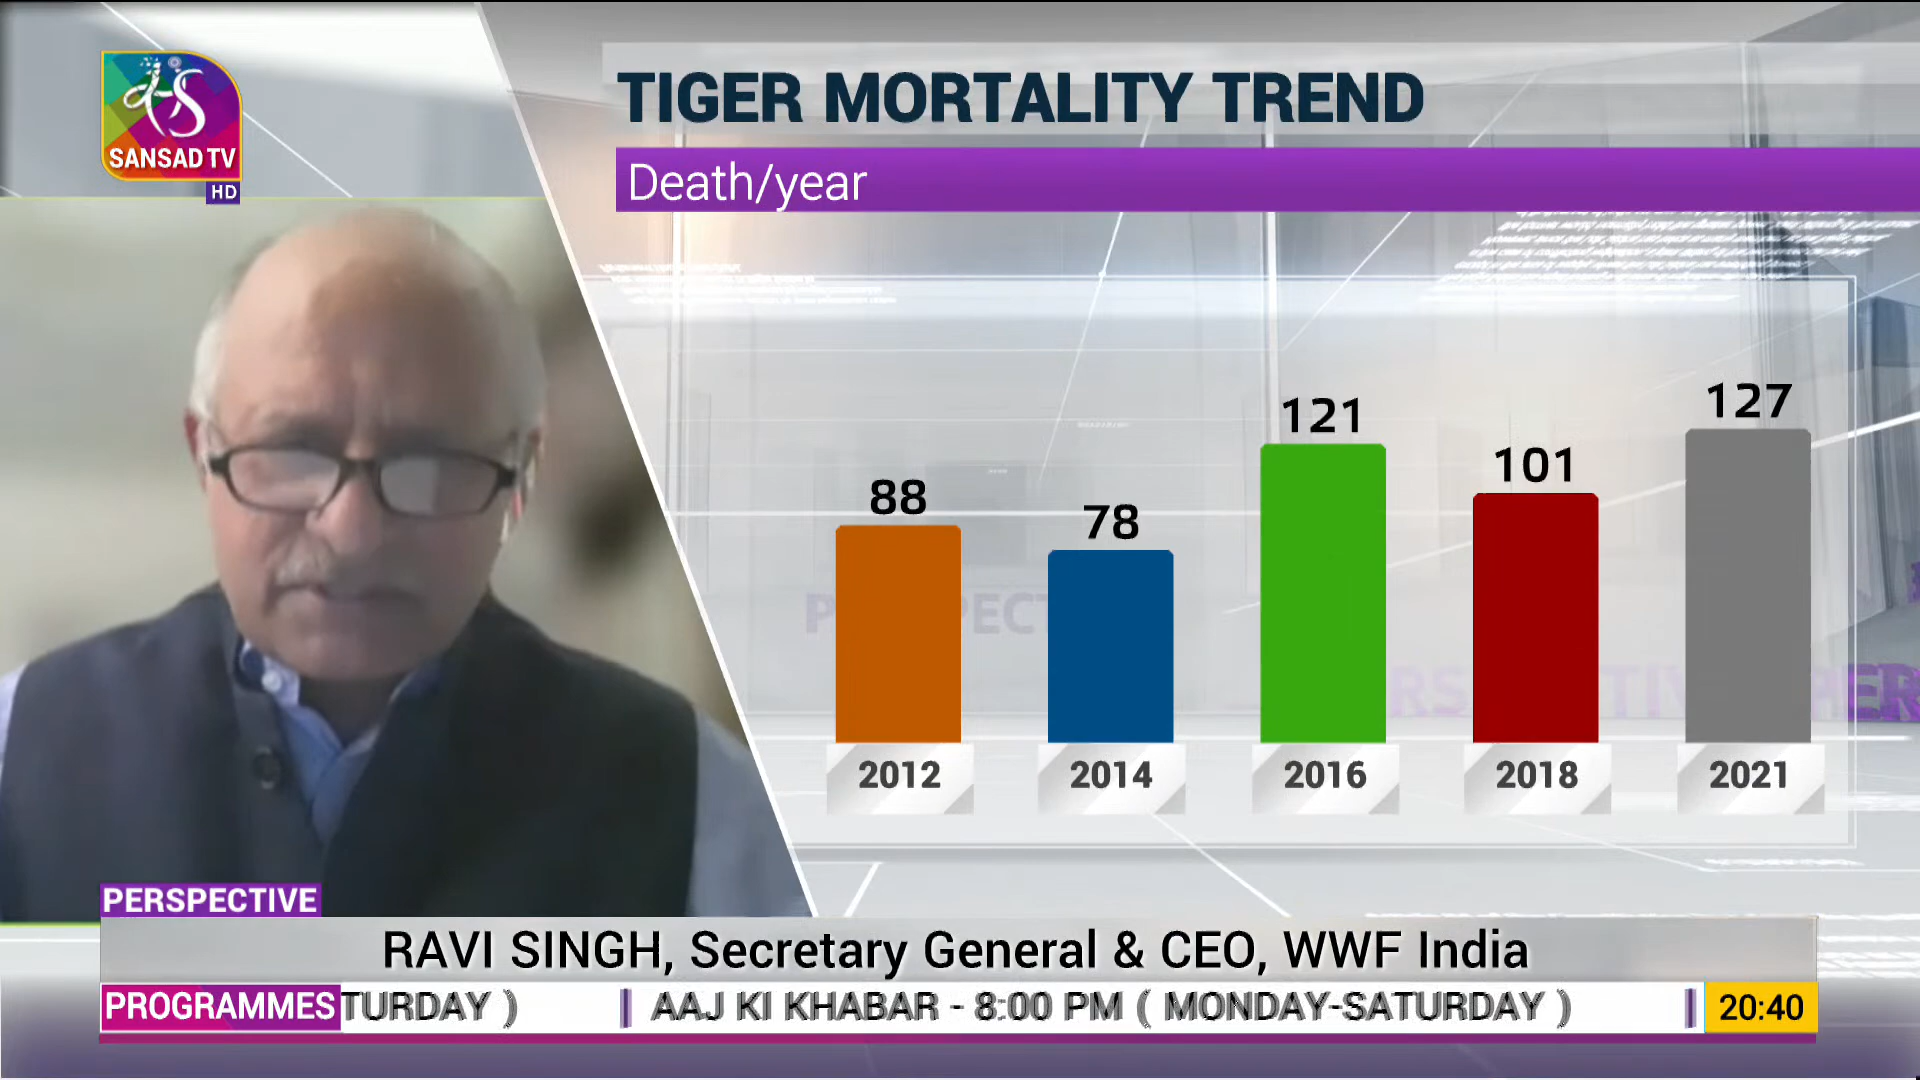 SANSAD TV
HD
TIGER MORTALITY TREND
Death/year
88
78
121
101
127
2012
2014
2016
2018
2021
PERSPECTIVE
RAVI SINGH, Secretary General & CEO, WWF India
PROGRAMMES TURDAY ) | AAJ KI KHABAR - 8:00 PM ( MONDAY-SATURDAY ) | 20:40